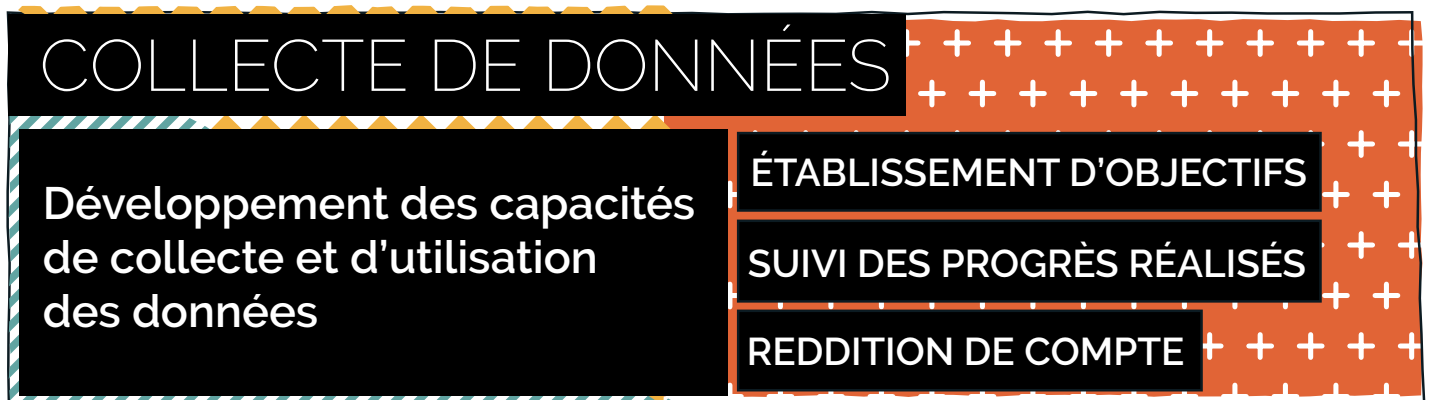 COLLECTE DE DONNÉES
Développement des capacités
de collecte et d’utilisation
des données
ÉTABLISSEMENT D’OBJECTIFS
SUIVI DES PROGRÈS RÉALISÉS
REDDITION DE COMPTE